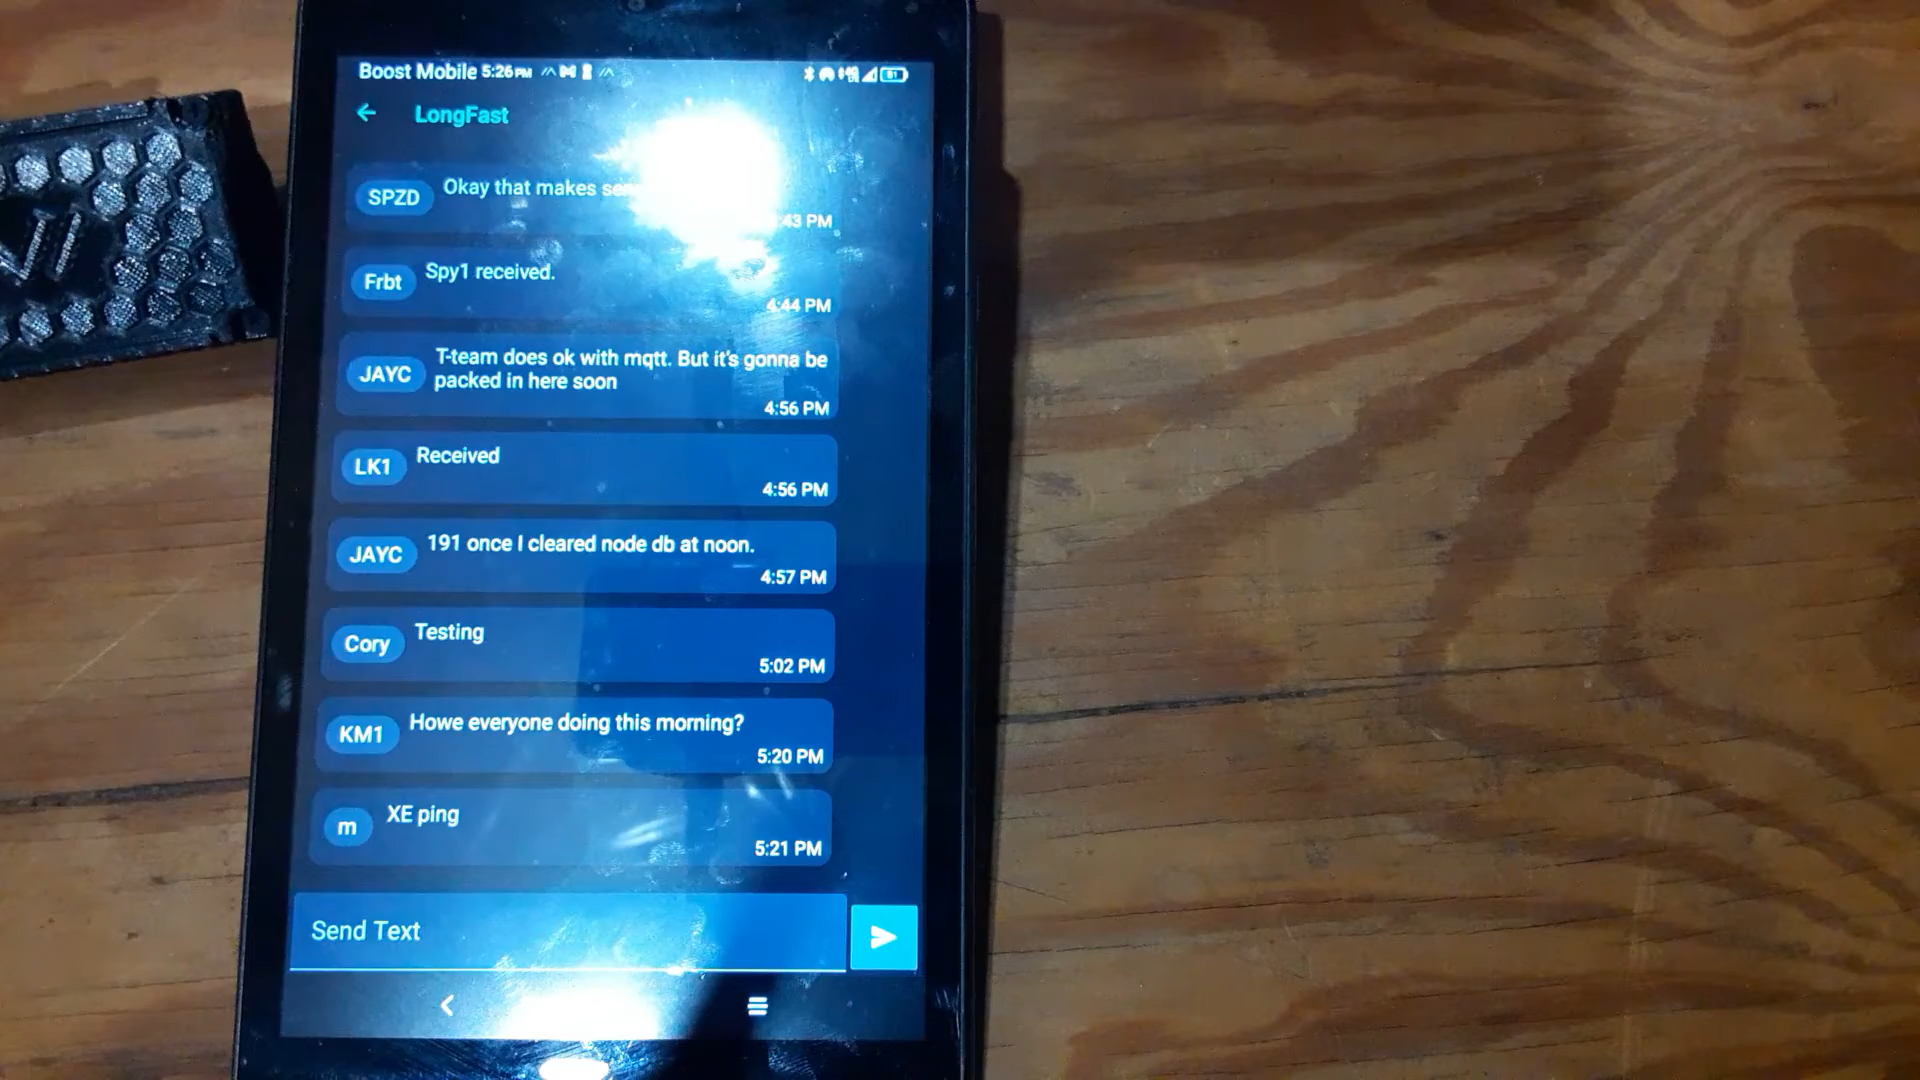 Boost Mobile 5:26 PM
LongFast
SPZD Okay that makes
:43 PM
Frbt Spy1 received.
4:44 PM
JAYC T-team does ok with mqtt. But it's gonna be
packed in here soon
4:56 PM
LK1 Received
4:56 PM
JAYC 191 once I cleared node db at noon.
4:57 PM
Cory Testing
5:02 PM
KM1 Howe everyone doing this morning?
5:20 PM
m XE ping
5:21 PM
Send Text